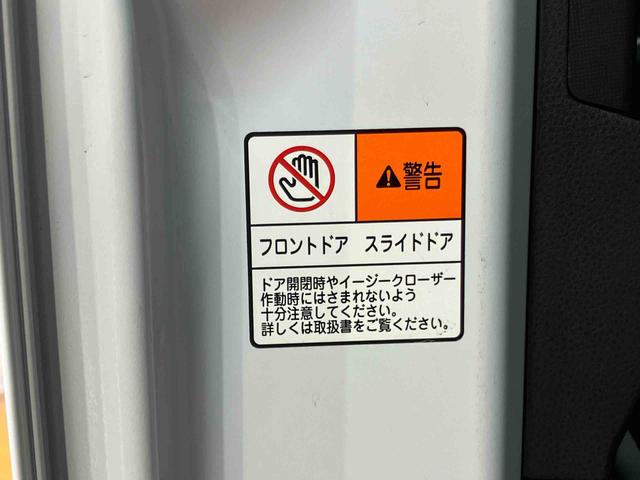 ⚠警告
フロントドア スライドドア
ドア開閉時やイージークローザー
作動時にはさまれないよう
十分注意してください。
詳しくは取扱書をご覧ください。